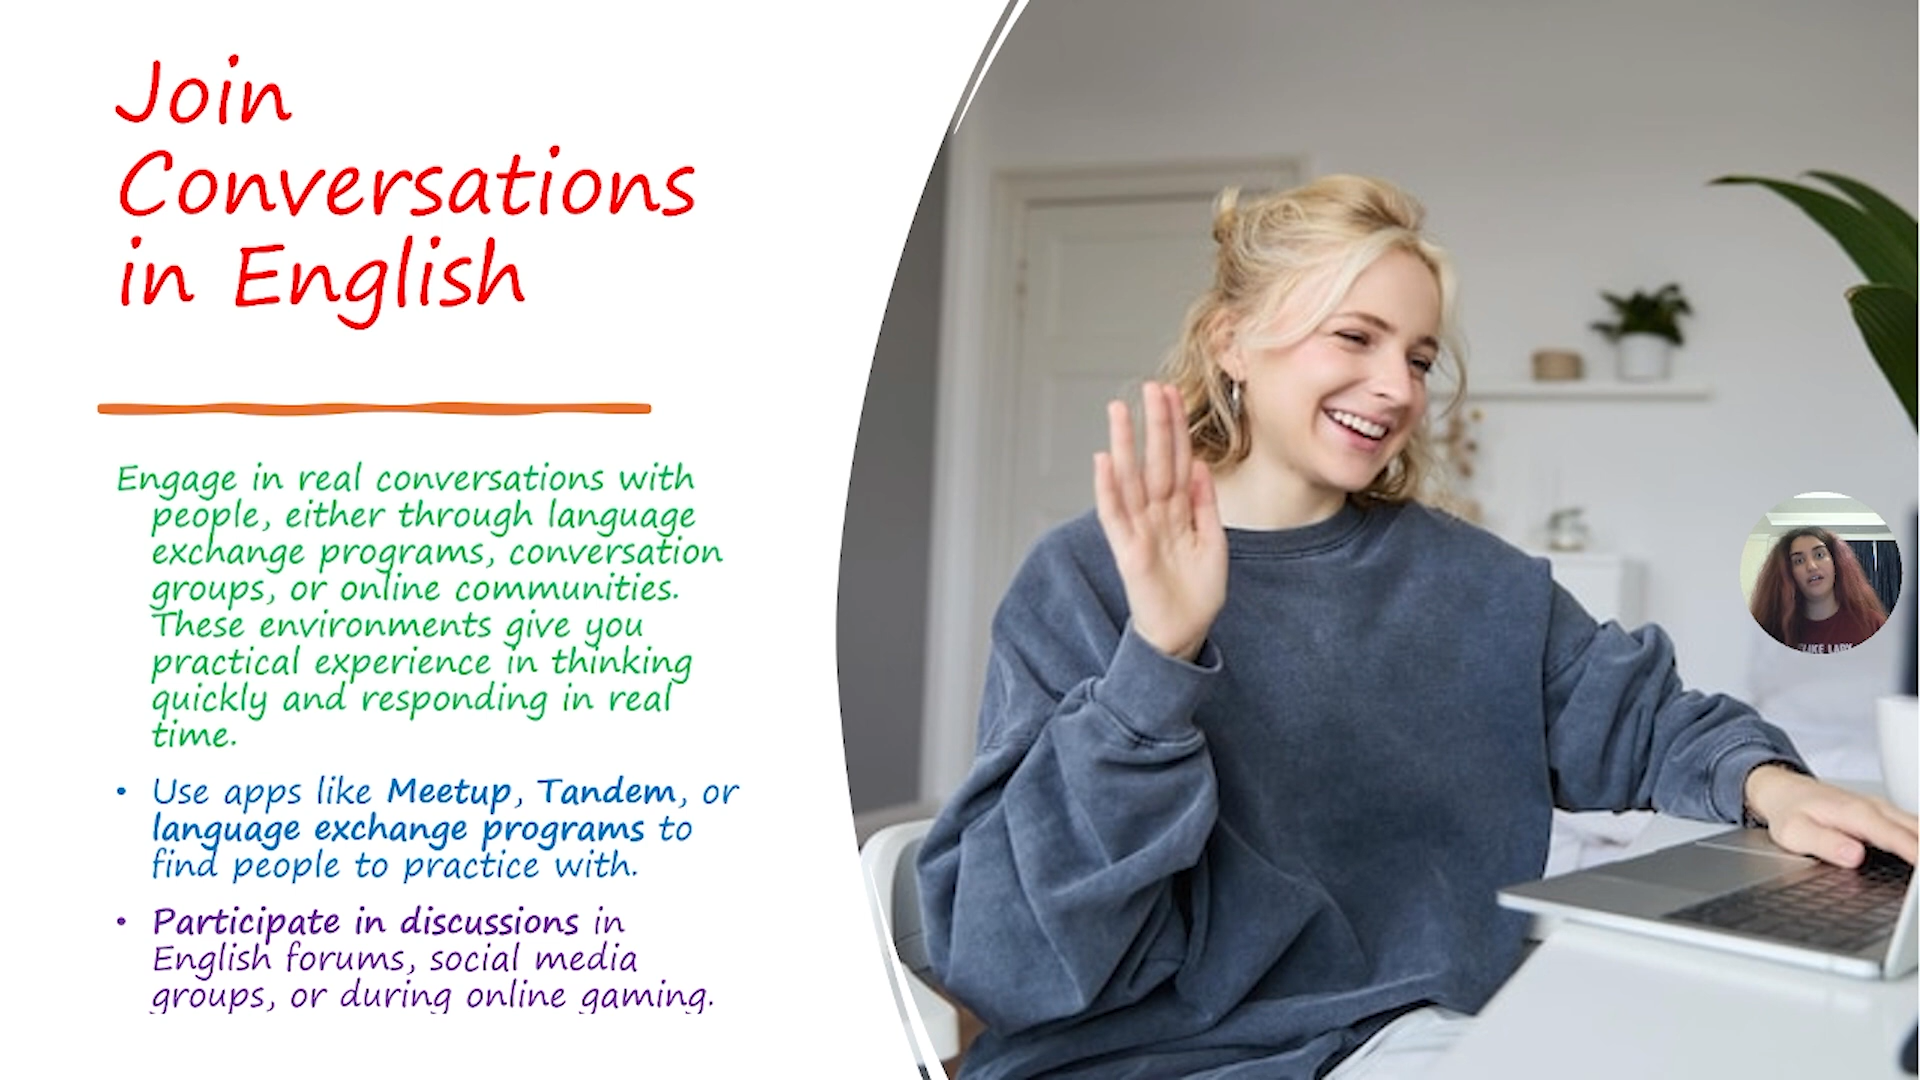 Join
Conversations
in English
Engage in real conversations with
people, either through language
exchange programs, conversation
groups, or online communities.
These environments give you
practical experience in thinking
quickly and responding in real
time.
• Use apps like Meetup, Tandem, or
language exchange programs to
find people to practice with.
• Participate in discussions in
English forums, social media
groups, or during online gaming.
LIKE LADY